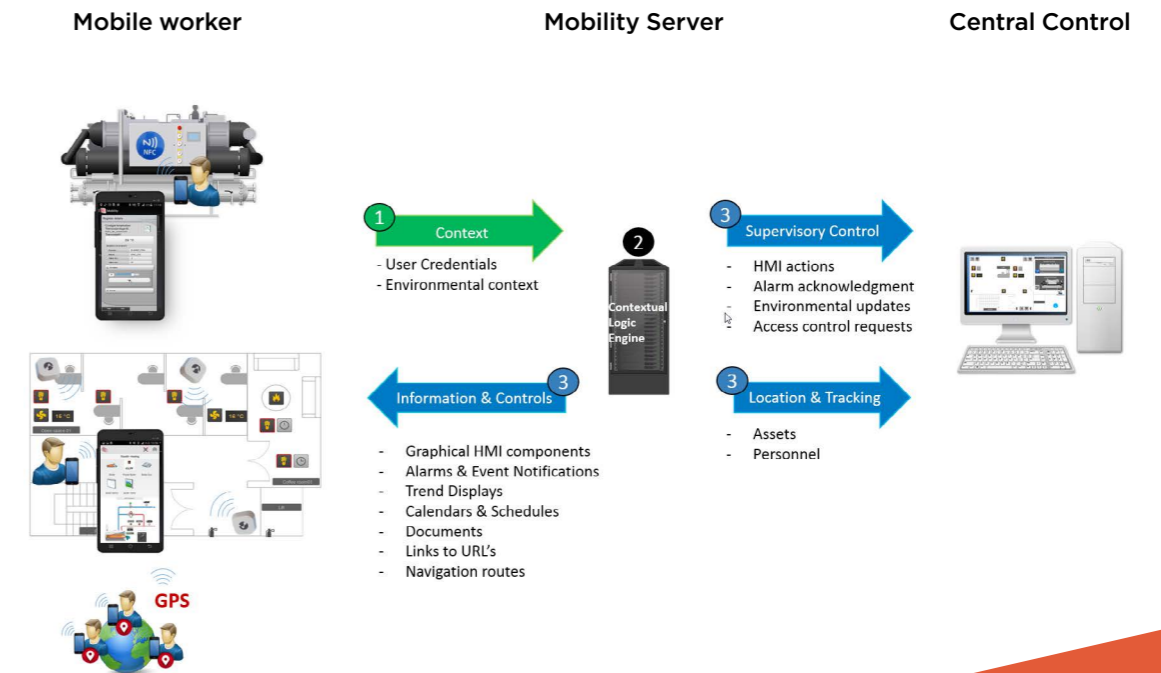 Mobile worker
Mobility Server
Central Control
N))
NFC
1
Context
- User Credentials
- Environmental context
2
Contextual
Logic
Engine
3
Supervisory Control
- HMI actions
- Alarm acknowledgment
- Environmental updates
- Access control requests
Information & Controls
3
- Graphical HMI components
- Alarms & Event Notifications
- Trend Displays
- Calendars & Schedules
- Documents
- Links to URL's
- Navigation routes
3
Location & Tracking
- Assets
- Personnel
GPS